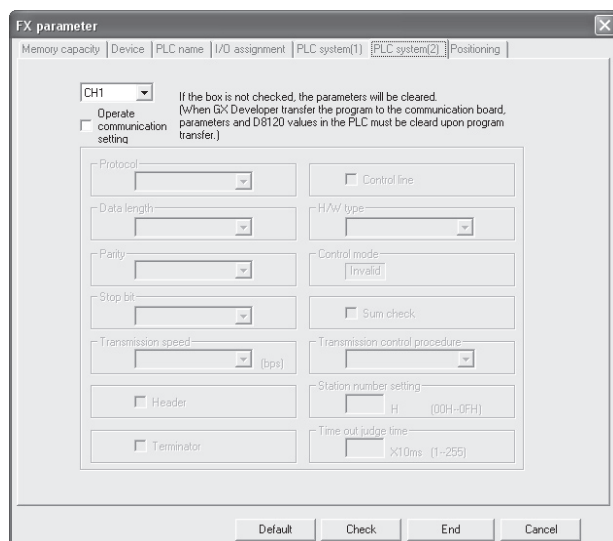 FX parameter
Memory capacity Device PLC name I/O assignment PLC system(1) PLC system(2) Positioning
CH1
If the box is not checked, the parameters will be cleared.
(When GX Developer transfer the program to the communication board,
parameters and D8120 values in the PLC must be cleard upon program
transfer.)
Operate
communication
setting
Protocol
Control line
Data length
H/W type
Parity
Control mode
Invalid
Stop bit
Sum check
Transmission speed
(bps)
Transmission control procedure
Header
Station number setting
H (00H--0FH)
Terminator
Time out judge time
X10ms (1--255)
Default Check End Cancel